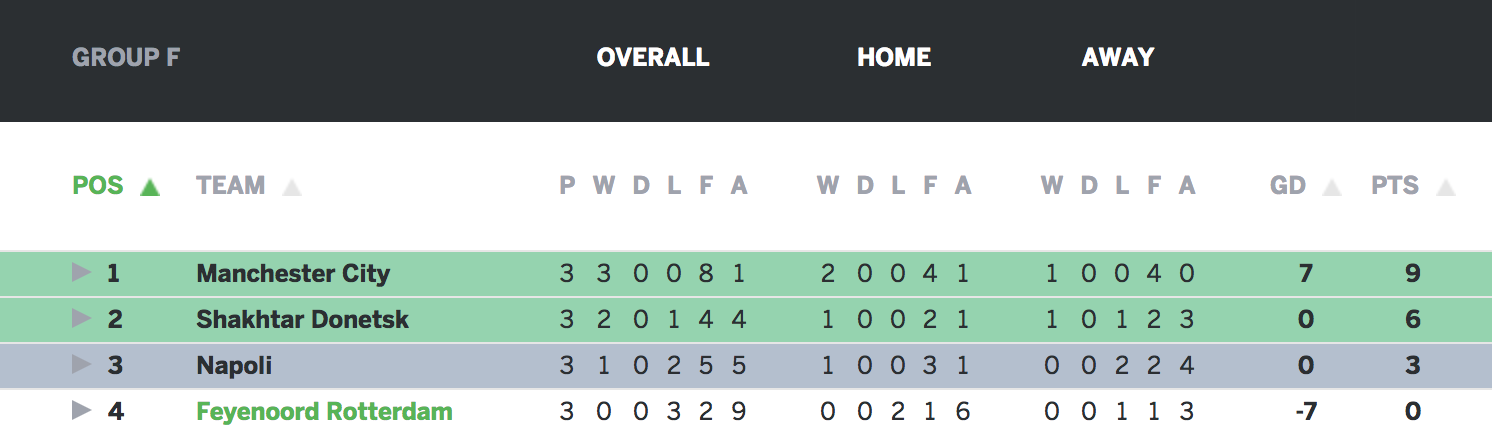 GROUP F OVERALL HOME AWAY
POS TEAM P W D L F A W D L F A W D L F A GD PTS
1 Manchester City 3 3 0 0 8 1 2 0 0 4 1 1 0 0 4 0 7 9
2 Shakhtar Donetsk 3 2 0 1 4 4 1 0 0 2 1 1 0 1 2 3 0 6
3 Napoli 3 1 0 2 5 5 1 0 0 3 1 0 0 2 2 4 0 3
4 Feyenoord Rotterdam 3 0 0 3 2 9 0 0 2 1 6 0 0 1 1 3 -7 0